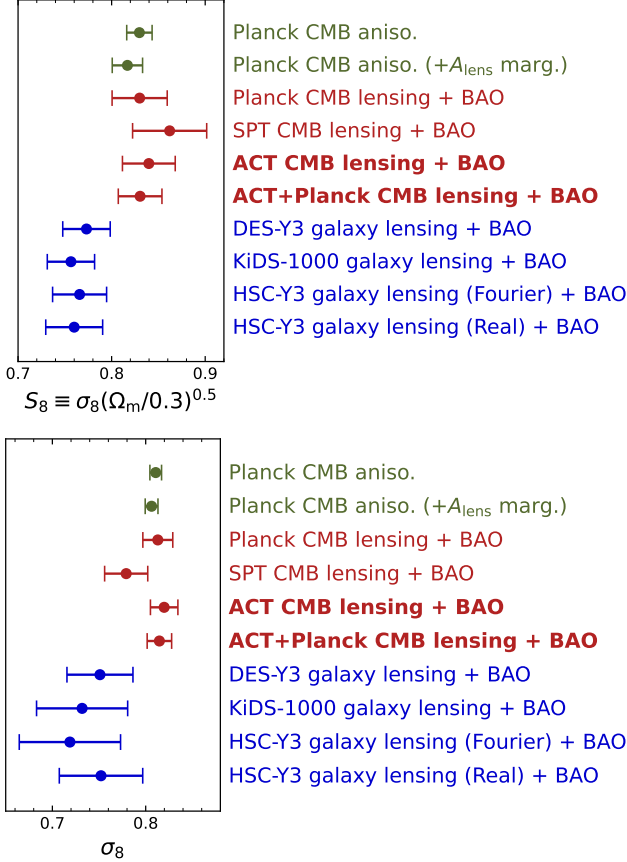 Planck CMB aniso.
Planck CMB aniso. (+A_lens marg.)
Planck CMB lensing + BAO
SPT CMB lensing + BAO
ACT CMB lensing + BAO
ACT+Planck CMB lensing + BAO
DES-Y3 galaxy lensing + BAO
KiDS-1000 galaxy lensing + BAO
HSC-Y3 galaxy lensing (Fourier) + BAO
HSC-Y3 galaxy lensing (Real) + BAO
0.7 0.8 0.9
S₈ ≡ σ₈(Ωₘ/0.3)⁰·⁵
Planck CMB aniso.
Planck CMB aniso. (+A_lens marg.)
Planck CMB lensing + BAO
SPT CMB lensing + BAO
ACT CMB lensing + BAO
ACT+Planck CMB lensing + BAO
DES-Y3 galaxy lensing + BAO
KiDS-1000 galaxy lensing + BAO
HSC-Y3 galaxy lensing (Fourier) + BAO
HSC-Y3 galaxy lensing (Real) + BAO
0.7 0.8
σ₈